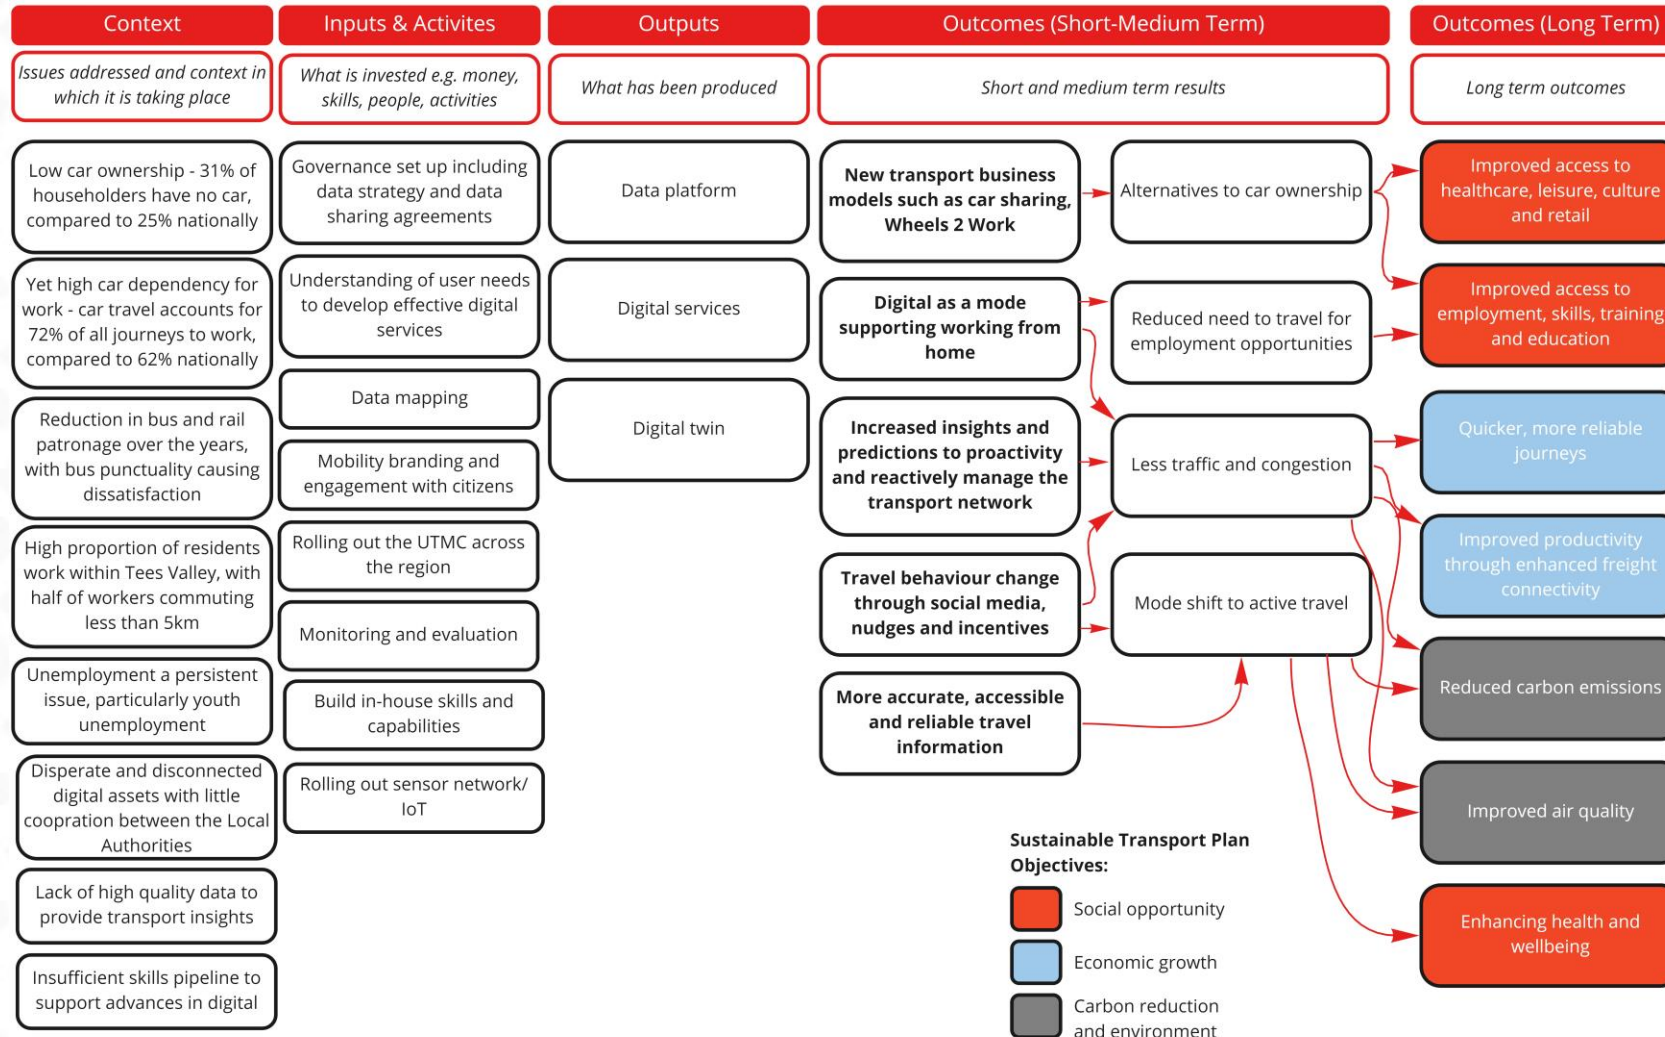 Context
Inputs & Activites
Outputs
Outcomes (Short-Medium Term)
Outcomes (Long Term)
Issues addressed and context in
which it is taking place
What is invested e.g. money,
skills, people, activities
What has been produced
Short and medium term results
Long term outcomes
Low car ownership - 31% of
householders have no car,
compared to 25% nationally
Yet high car dependency for
work - car travel accounts for
72% of all journeys to work,
compared to 62% nationally
Reduction in bus and rail
patronage over the years,
with bus punctuality causing
dissatisfaction
High proportion of residents
work within Tees Valley, with
half of workers commuting
less than 5km
Unemployment a persistent
issue, particularly youth
unemployment
Disperate and disconnected
digital assets with little
coopration between the Local
Authorities
Lack of high quality data to
provide transport insights
Insufficient skills pipeline to
support advances in digital
Governance set up including
data strategy and data
sharing agreements
Understanding of user needs
to develop effective digital
services
Data mapping
Mobility branding and
engagement with citizens
Rolling out the UTMC across
the region
Monitoring and evaluation
Build in-house skills and
capabilities
Rolling out sensor network/
IoT
Data platform
Digital services
Digital twin
New transport business
models such as car sharing,
Wheels 2 Work
Digital as a mode
supporting working from
home
Increased insights and
predictions to proactivity
and reactively manage the
transport network
Travel behaviour change
through social media,
nudges and incentives
More accurate, accessible
and reliable travel
information
Alternatives to car ownership
Reduced need to travel for
employment opportunities
Less traffic and congestion
Mode shift to active travel
Improved access to
healthcare, leisure, culture
and retail
Improved access to
employment, skills, training
and education
Quicker, more reliable
journeys
Improved productivity
through enhanced freight
connectivity
Reduced carbon emissions
Improved air quality
Enhancing health and
wellbeing
Sustainable Transport Plan
Objectives:
Social opportunity
Economic growth
Carbon reduction
and environment